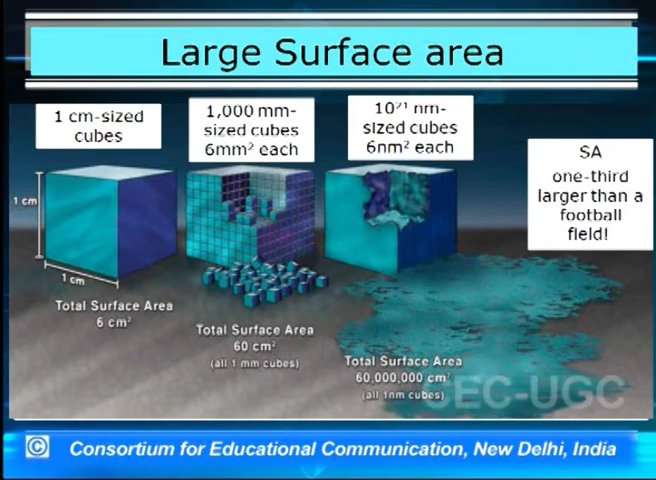 Large Surface area
1 cm-sized
cubes
1,000 mm-
sized cubes
6mm² each
10²¹ nm-
sized cubes
6nm² each
SA
one-third
larger than a
football
field!
1 cm
1 cm
Total Surface Area
6 cm²
Total Surface Area
60 cm²
(all 1 mm cubes)
Total Surface Area
60,000,000 cm²
(all 1nm cubes)
CEC-UGC
© Consortium for Educational Communication, New Delhi, India